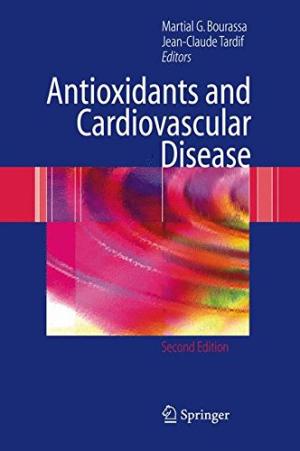 Martial G. Bourassa
Jean-Claude Tardif
Editors
Antioxidants and
Cardiovascular
Disease
Second Edition
Springer